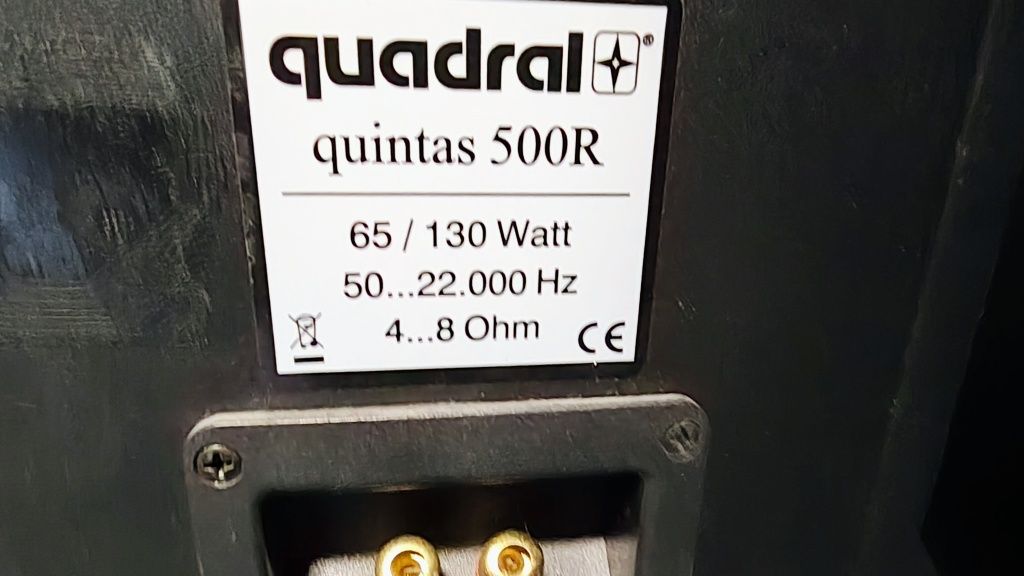 quadral®
quintas 500R
65 / 130 Watt
50...22.000 Hz
4...8 Ohm
CE